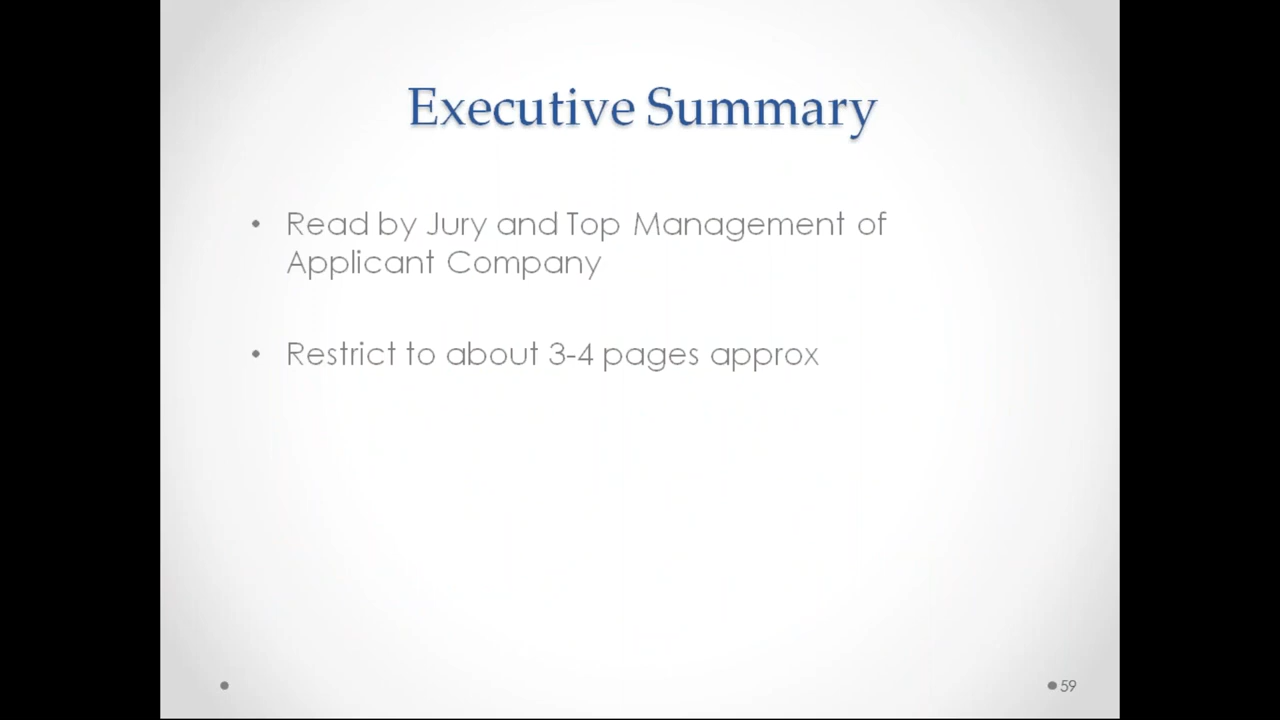 Executive Summary
• Read by Jury and Top Management of
Applicant Company
• Restrict to about 3-4 pages approx
59